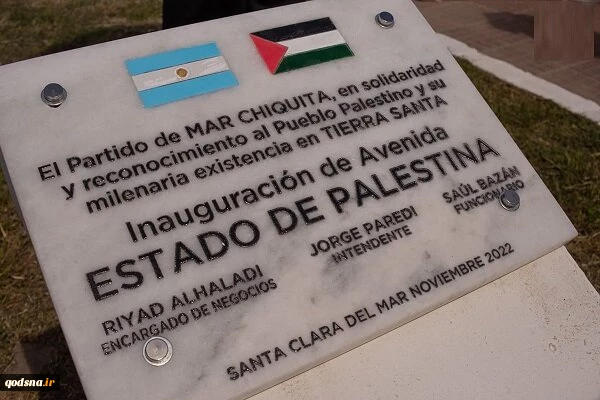 El Partido de MAR CHIQUITA, en solidaridad
y reconocimiento al Pueblo Palestino y su
milenaria existencia en TIERRA SANTA
Inauguración de Avenida
ESTADO DE PALESTINA
RIYAD ALHALADI
ENCARGADO DE NEGOCIOS
JORGE PAREDI
INTENDENTE
SAÚL BAZÁN
FUNCIONARIO
SANTA CLARA DEL MAR NOVIEMBRE 2022
qodsna.ir